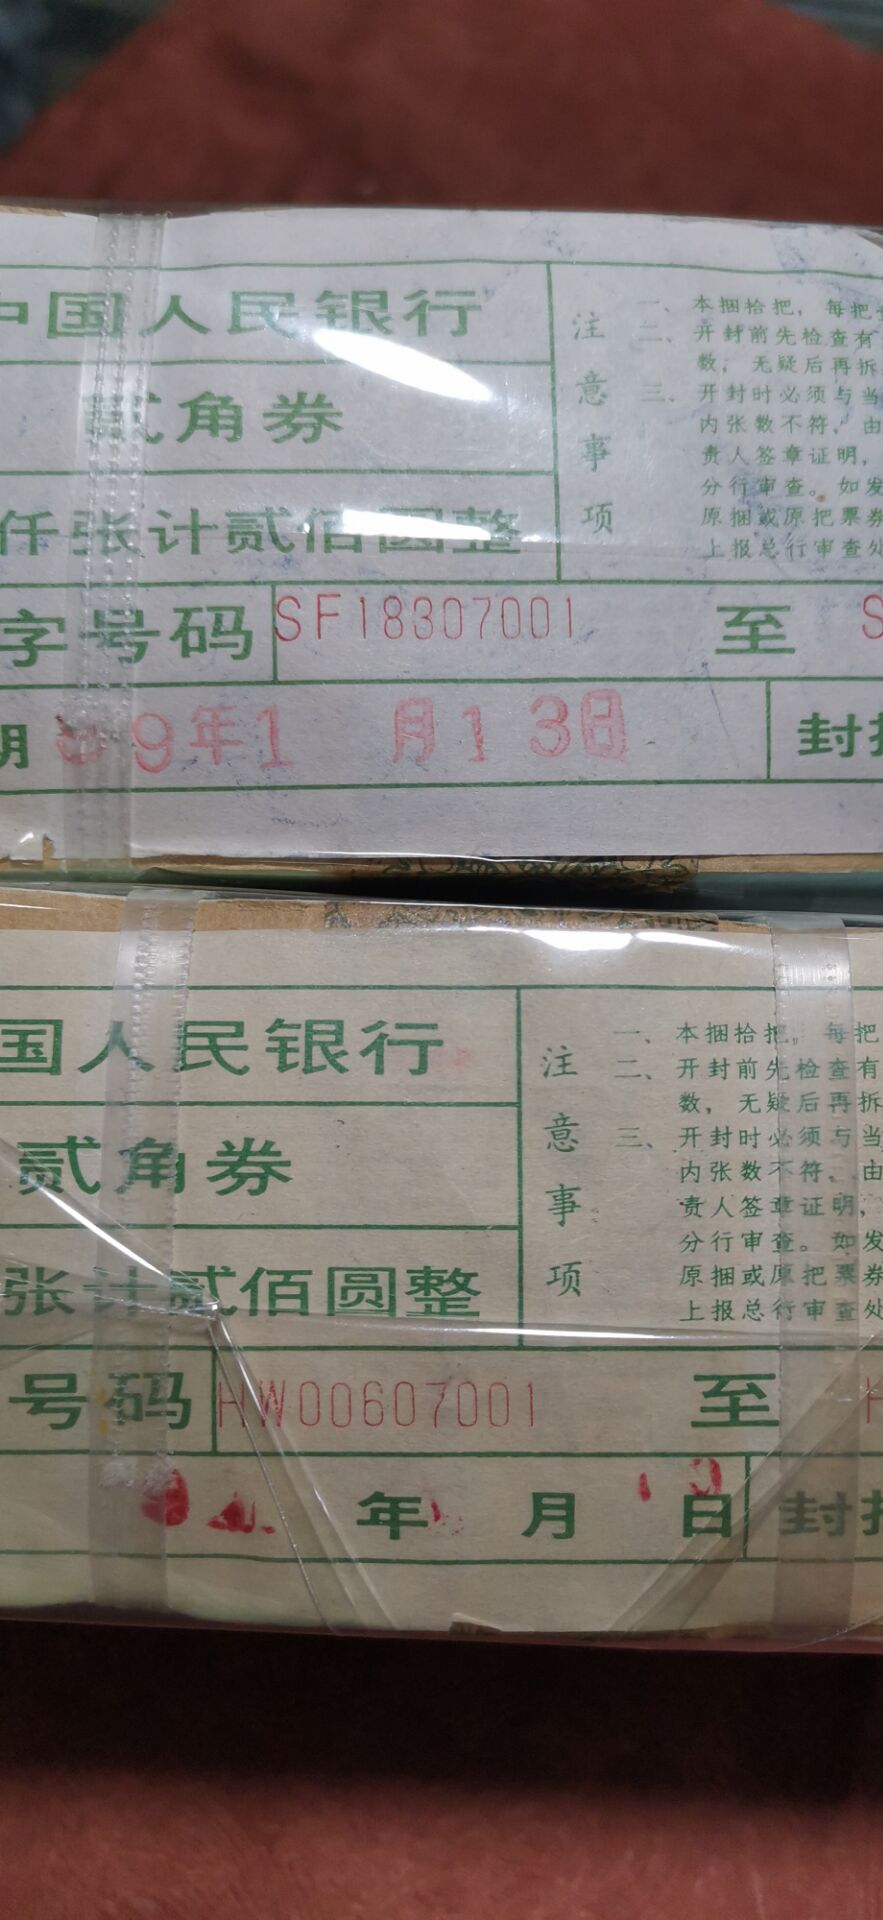 中国人民银行
贰角券
仟张计贰佰圆整
字号码 SF18307001 至 S
9年1月13日 封
注意事项
一、本捆拾把，每把
二、开封前先检查有
数，无疑后再拆
三、开封时必须与当
内张数不符，由
责人签章证明，
分行审查。如发
原捆或原把票券
上报总行审查处
国人民银行
贰角券
张计贰佰圆整
号码 HW00607001 至 H
年 月 日 封
注意事项
一、本捆拾把，每把
二、开封前先检查有
数，无疑后再拆
三、开封时必须与当
内张数不符，由
责人签章证明，
分行审查。如发
原捆或原把票券
上报总行审查处